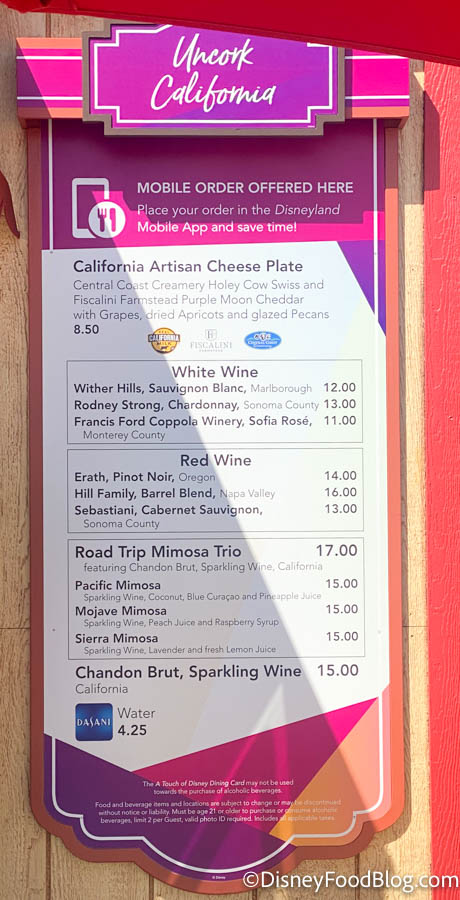 Uncork
California
MOBILE ORDER OFFERED HERE
Place your order in the Disneyland
Mobile App and save time!
California Artisan Cheese Plate
Central Coast Creamery Holey Cow Swiss and
Fiscalini Farmstead Purple Moon Cheddar
with Grapes, dried Apricots and glazed Pecans
8.50
CALIFORNIA MILK
FISCALINI
White Wine
Wither Hills, Sauvignon Blanc, Marlborough 12.00
Rodney Strong, Chardonnay, Sonoma County 13.00
Francis Ford Coppola Winery, Sofia Rosé, 11.00
Monterey County
Red Wine
Erath, Pinot Noir, Oregon 14.00
Hill Family, Barrel Blend, Napa Valley 16.00
Sebastiani, Cabernet Sauvignon, 13.00
Sonoma County
Road Trip Mimosa Trio 17.00
featuring Chandon Brut, Sparkling Wine, California
Pacific Mimosa 15.00
Sparkling Wine, Coconut, Blue Curaçao and Pineapple Juice
Mojave Mimosa 15.00
Sparkling Wine, Peach Juice and Raspberry Syrup
Sierra Mimosa 15.00
Sparkling Wine, Lavender and fresh Lemon Juice
Chandon Brut, Sparkling Wine 15.00
California
DASANI Water
4.25
The A Touch of Disney Dining Card may not be used
towards the purchase of alcoholic beverages.
Food and beverage items and locations are subject to change or may be discontinued
without notice or liability. Must be age 21 or older to purchase or consume alcoholic
beverages, limit 2 per Guest, valid photo ID required. Includes all applicable taxes.
© Disney
©DisneyFoodBlog.com